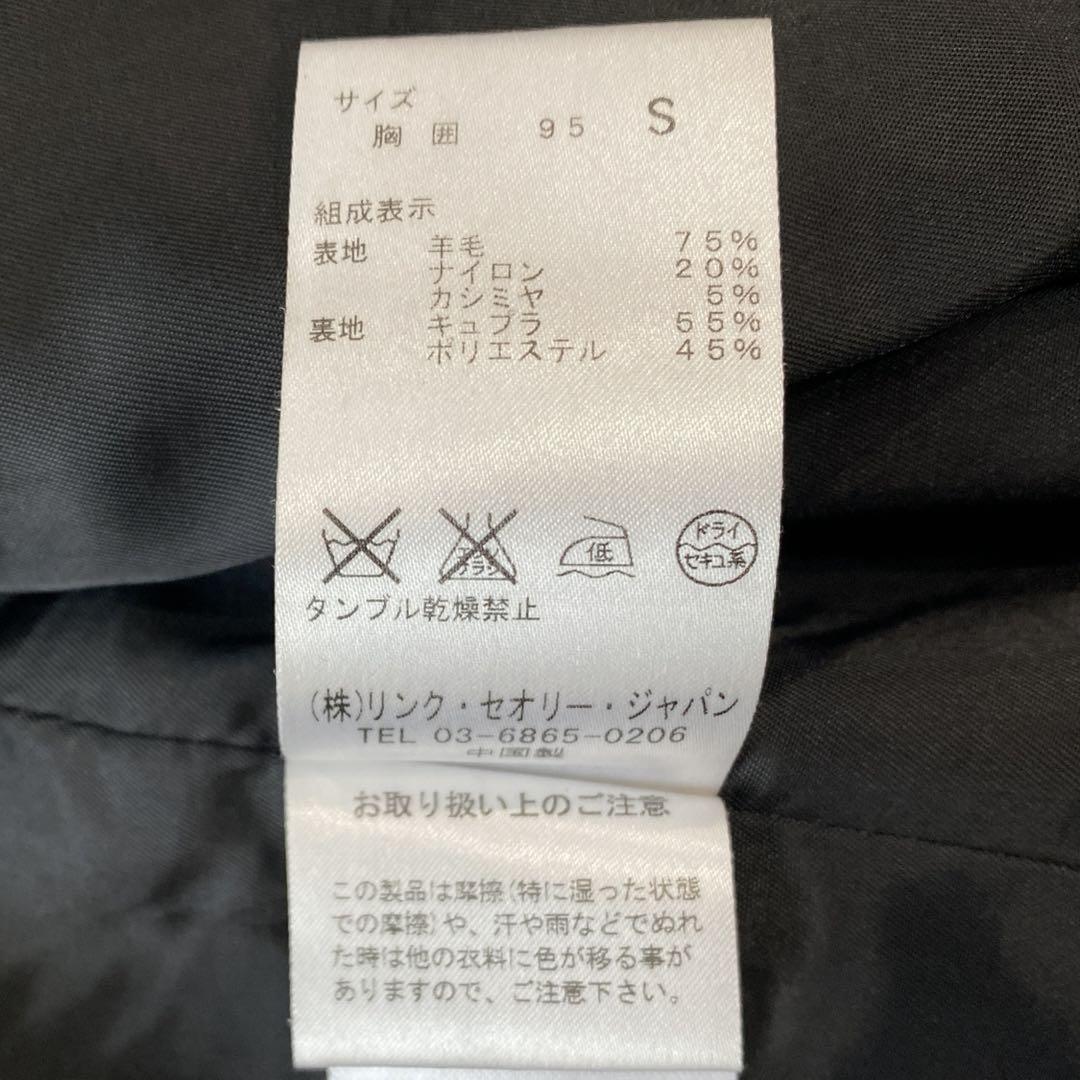 サイズ
胸 囲 95 S
組成表示
表地 羊毛 75%
ナイロン 20%
カシミヤ 5%
裏地 キュプラ 55%
ポリエステル 45%
エンソサラシ
低
ドライ
セキユ系
タンブル乾燥禁止
(株)リンク・セオリー・ジャパン
TEL 03-6865-0206
中国製
お取り扱い上のご注意
この製品は摩擦(特に湿った状態
での摩擦)や、汗や雨などでぬれ
た時は他の衣料に色が移る事が
ありますので、ご注意下さい。